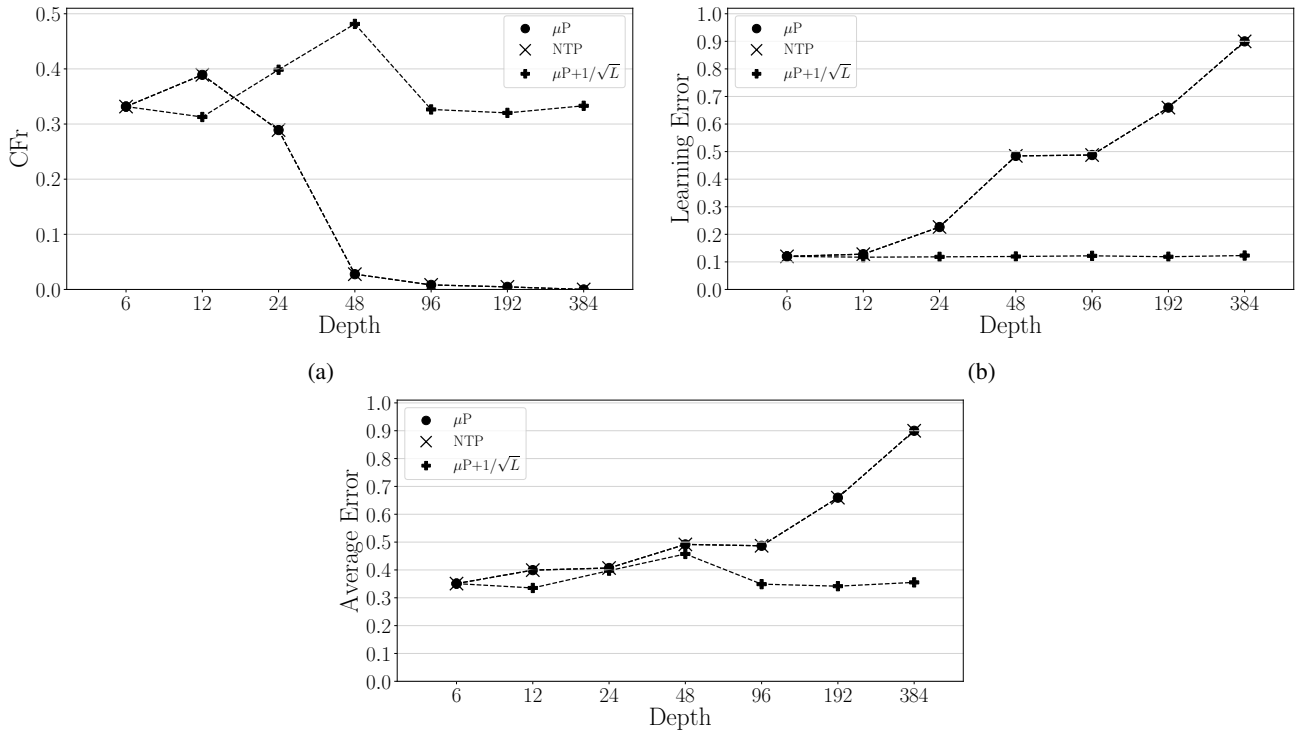 0.5
0.4
0.3
0.2
0.1
0.0
CFr
6 12 24 48 96 192 384
Depth
μP
NTP
μP+1/√L
(a)
1.0
0.9
0.8
0.7
0.6
0.5
0.4
0.3
0.2
0.1
0.0
Learning Error
6 12 24 48 96 192 384
Depth
μP
NTP
μP+1/√L
(b)
1.0
0.9
0.8
0.7
0.6
0.5
0.4
0.3
0.2
0.1
0.0
Average Error
6 12 24 48 96 192 384
Depth
μP
NTP
μP+1/√L